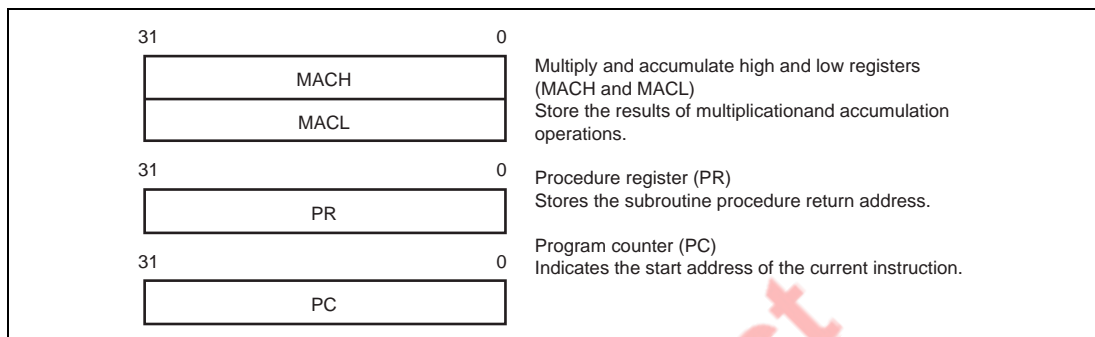 31 0
MACH
MACL
Multiply and accumulate high and low registers
(MACH and MACL)
Store the results of multiplicationand accumulation
operations.
31 0
PR
Procedure register (PR)
Stores the subroutine procedure return address.
31 0
PC
Program counter (PC)
Indicates the start address of the current instruction.